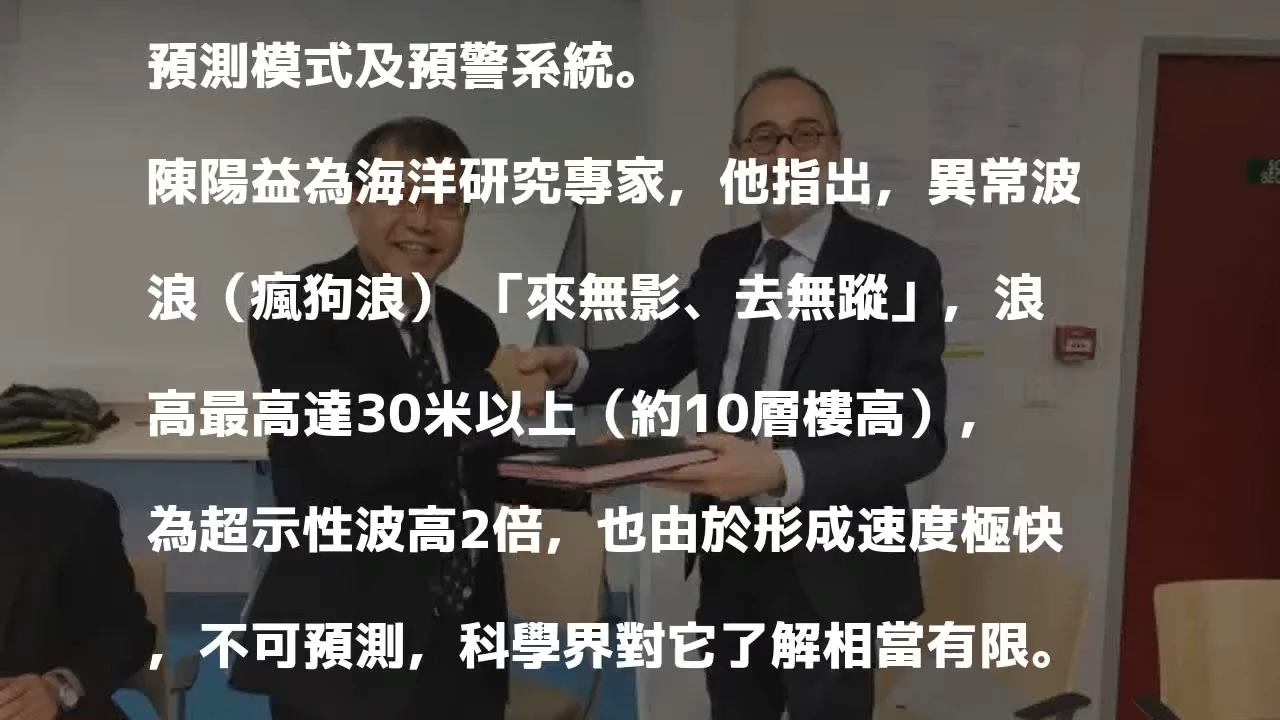 預測模式及預警系統。
陳陽益為海洋研究專家，他指出，異常波
浪（瘋狗浪）「來無影、去無蹤」，浪
高最高達30米以上（約10層樓高），
為超示性波高2倍，也由於形成速度極快
，不可預測，科學界對它了解相當有限。